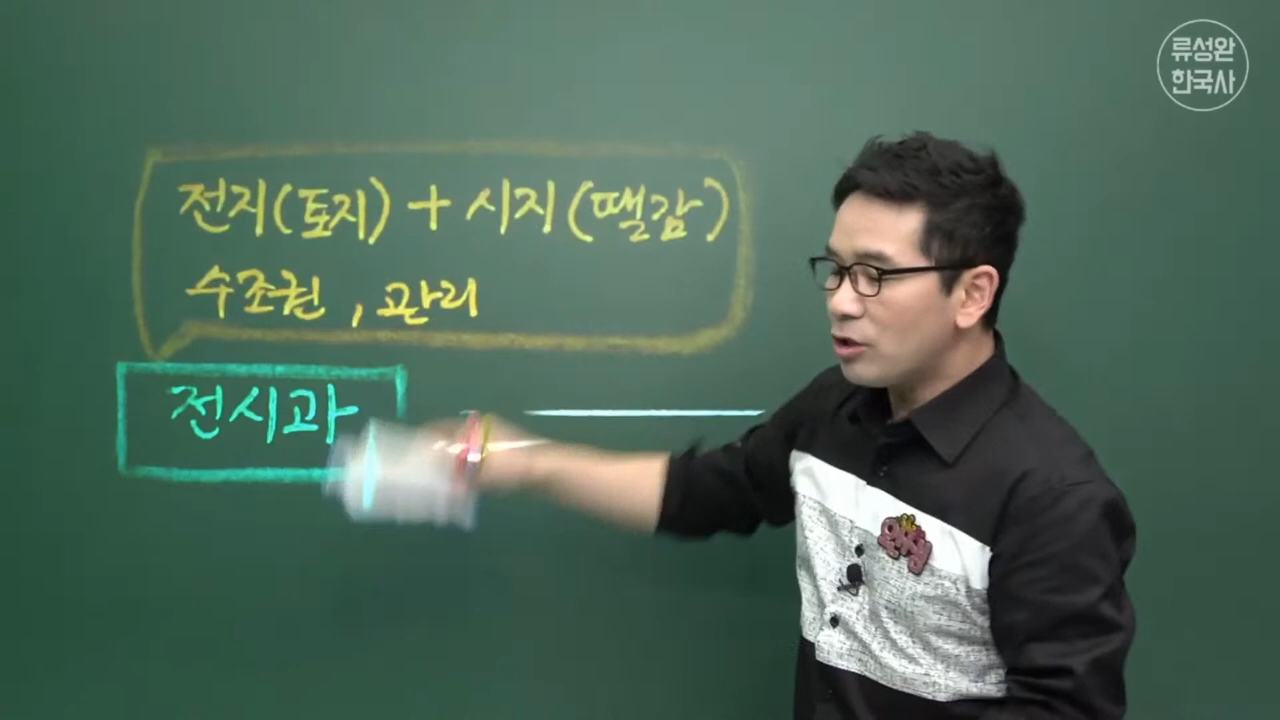 류성완
한국사
전지(토지) + 시지(땔감)
수조권, 관리
전시과